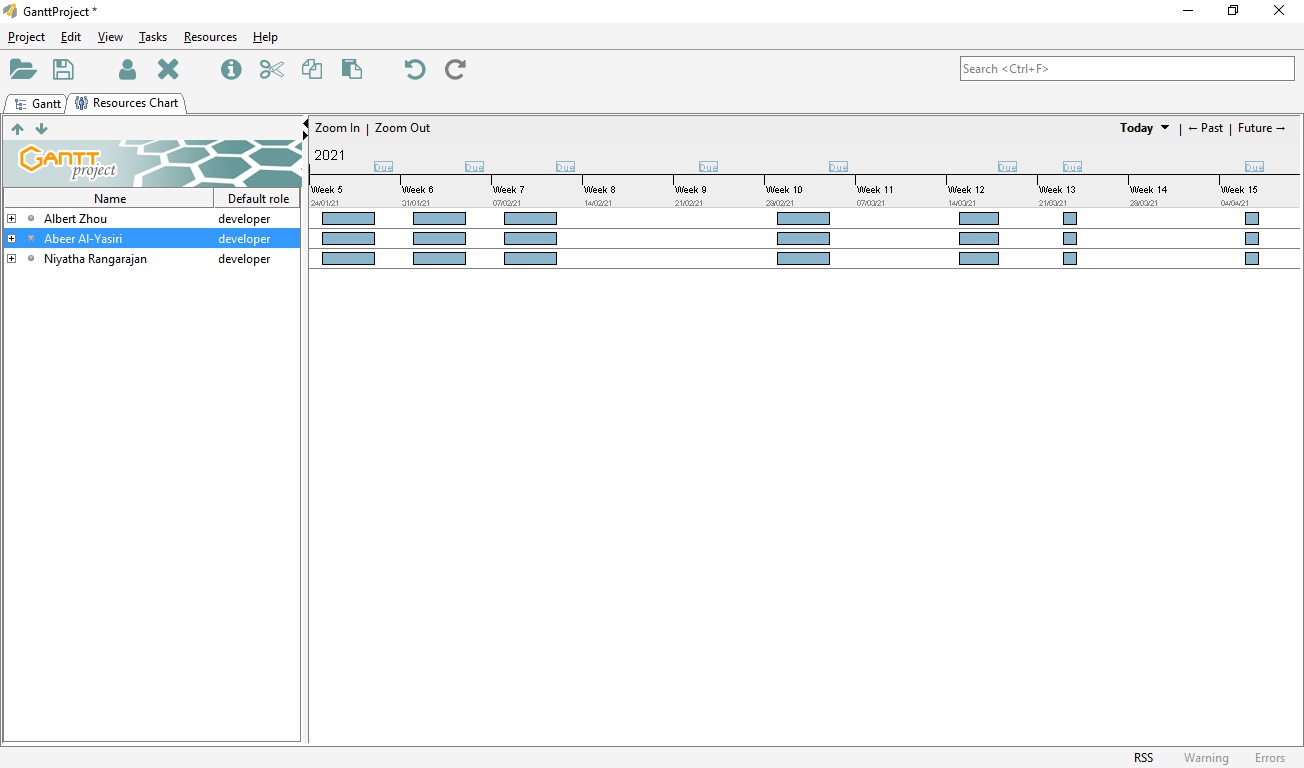 GanttProject *
Project Edit View Tasks Resources Help
Search <Ctrl+F>
Gantt Resources Chart
Zoom In | Zoom Out Today | ←Past | Future→
GANTT project
2021
Due Due Due Due Due Due Due Due
Name Default role
Week 5 Week 6 Week 7 Week 8 Week 9 Week 10 Week 11 Week 12 Week 13 Week 14 Week 15
24/01/21 31/01/21 07/02/21 14/02/21 21/02/21 28/02/21 07/03/21 14/03/21 21/03/21 28/03/21 04/04/21
Albert Zhou developer
Abeer Al-Yasiri developer
Niyatha Rangarajan developer
RSS Warning Errors